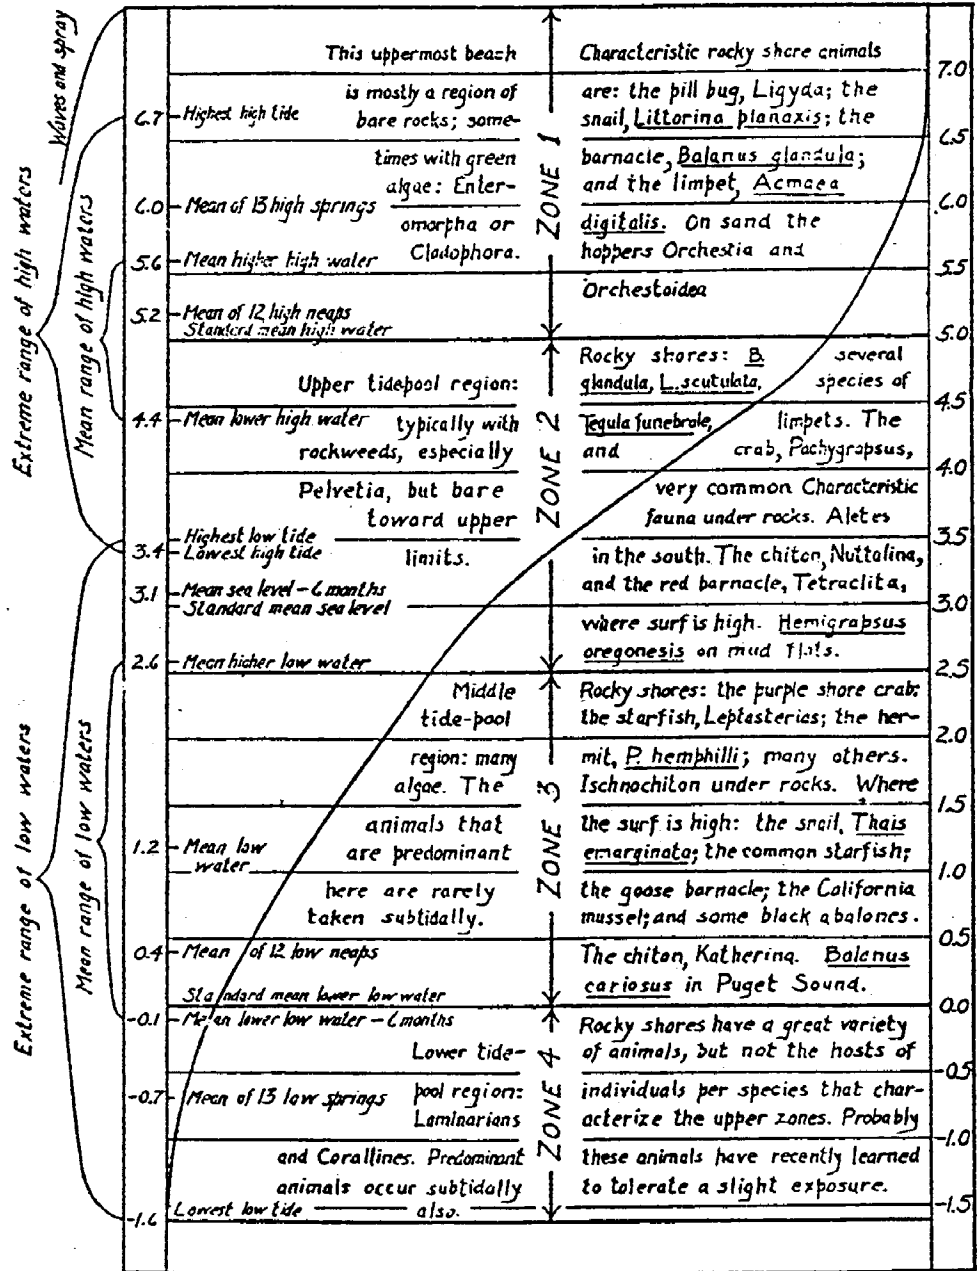 Waves and spray
Extreme range of high waters
Mean range of high waters
Extreme range of low waters
Mean range of low waters
6.7
Highest high tide
6.0
Mean of 13 high springs
5.6
Mean higher high water
5.2
Mean of 12 high neaps
Standard mean high water
4.4
Mean lower high water
Highest low tide
3.4
Lowest high tide
3.1
Mean sea level - 6 months
Standard mean sea level
2.6
Mean higher low water
1.2
Mean low
water
0.4
Mean of 12 low neaps
Standard mean lower low water
-0.1
Mean lower low water - 6 months
-0.7
Mean of 13 low springs
Lowest low tide
-1.6
This uppermost beach
is mostly a region of
bare rocks; some-
times with green
algae: Enter-
omorpha or
Cladophora.
Upper tidepool region:
typically with
rockweeds, especially
Pelvetia, but bare
toward upper
limits.
Middle
tide-pool
region: many
algae. The
animals that
are predominant
here are rarely
taken subtidally.
Lower tide-
pool region:
Laminarians
and Corallines. Predominant
animals occur subtidally
also.
ZONE 1
ZONE 2
ZONE 3
ZONE 4
Characteristic rocky shore animals
are: the pill bug, Ligyda; the
snail, Littorina planaxis; the
barnacle, Balanus glandula;
and the limpet, Acmaea
digitalis. On sand the
hoppers Orchestia and
Orchestoidea
Rocky shores: B. several
glandula, L. scutulata, species of
Tegula funebrale, limpets. The
and crab, Pachygrapsus,
very common Characteristic
fauna under rocks. Aletes
in the south. The chiton, Nuttalina,
and the red barnacle, Tetraclita,
where surf is high. Hemigrapsus
oregonesis on mud flats.
Rocky shores: the purple shore crab;
the starfish, Leptasterias; the her-
mit, P. hemphilli; many others.
Ischnochiton under rocks. Where
the surf is high: the snail, Thais
emarginata; the common starfish;
the goose barnacle; the California
mussel; and some black abalones.
The chiton, Katherina. Balanus
cariosus in Puget Sound.
Rocky shores have a great variety
of animals, but not the hosts of
individuals per species that char-
acterize the upper zones. Probably
these animals have recently learned
to tolerate a slight exposure.
7.0
6.5
6.0
5.5
5.0
4.5
4.0
3.5
3.0
2.5
2.0
1.5
1.0
0.5
0.0
-0.5
-1.0
-1.5